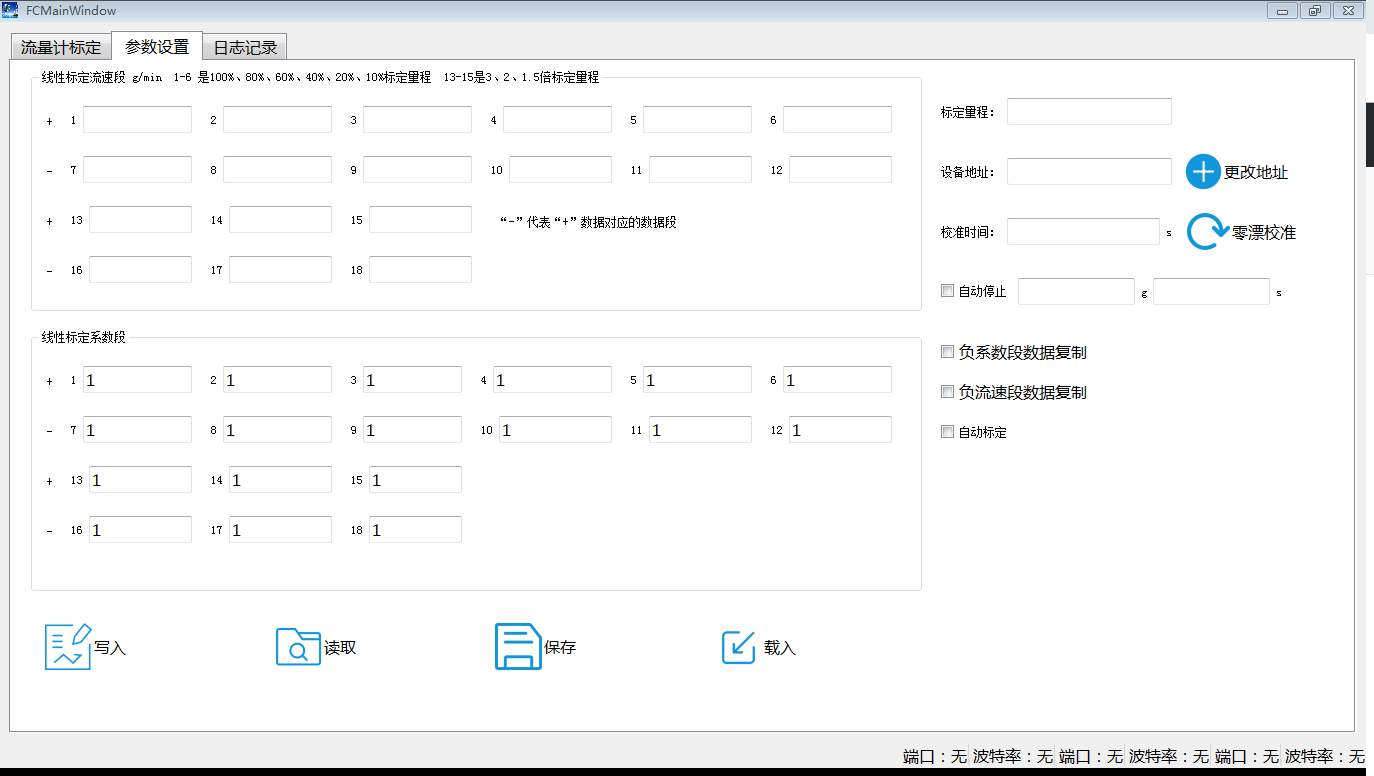 FCMainWindow
流量计标定 参数设置 日志记录
线性标定流速段 g/min 1-6 是100%、80%、60%、40%、20%、10%标定量程 13-15是3、2、1.5倍标定量程
+ 1 2 3 4 5 6
- 7 8 9 10 11 12
+ 13 14 15 “-”代表“+”数据对应的数据段
- 16 17 18
标定量程：
设备地址： 更改地址
校准时间： s 零漂校准
自动停止 g s
线性标定系数段
+ 1 1 2 1 3 1 4 1 5 1 6 1
- 7 1 8 1 9 1 10 1 11 1 12 1
+ 13 1 14 1 15 1
- 16 1 17 1 18 1
负系数段数据复制
负流速段数据复制
自动标定
写入 读取 保存 载入
端口：无 波特率：无 端口：无 波特率：无 端口：无 波特率：无